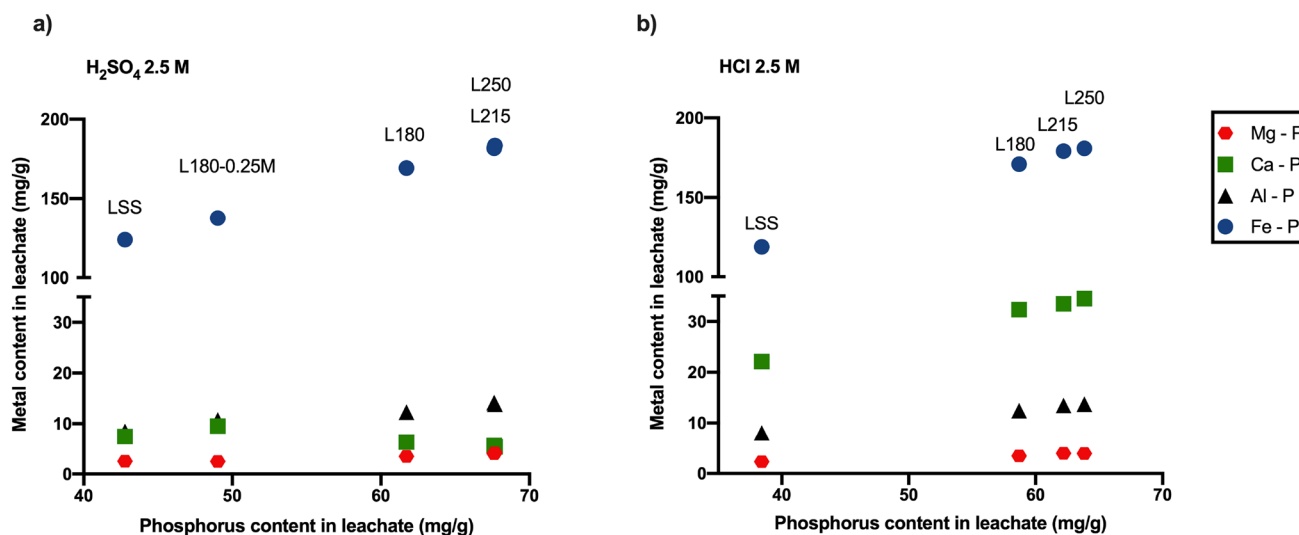 a)
H₂SO₄ 2.5 M
L250
L215
L180
L180-0.25M
LSS
200
150
100
30
20
10
0
40 50 60 70
Metal content in leachate (mg/g)
Phosphorus content in leachate (mg/g)
b)
HCl 2.5 M
L250
L215
L180
LSS
200
150
100
30
20
10
0
40 50 60 70
Metal content in leachate (mg/g)
Phosphorus content in leachate (mg/g)
Mg - P
Ca - P
Al - P
Fe - P